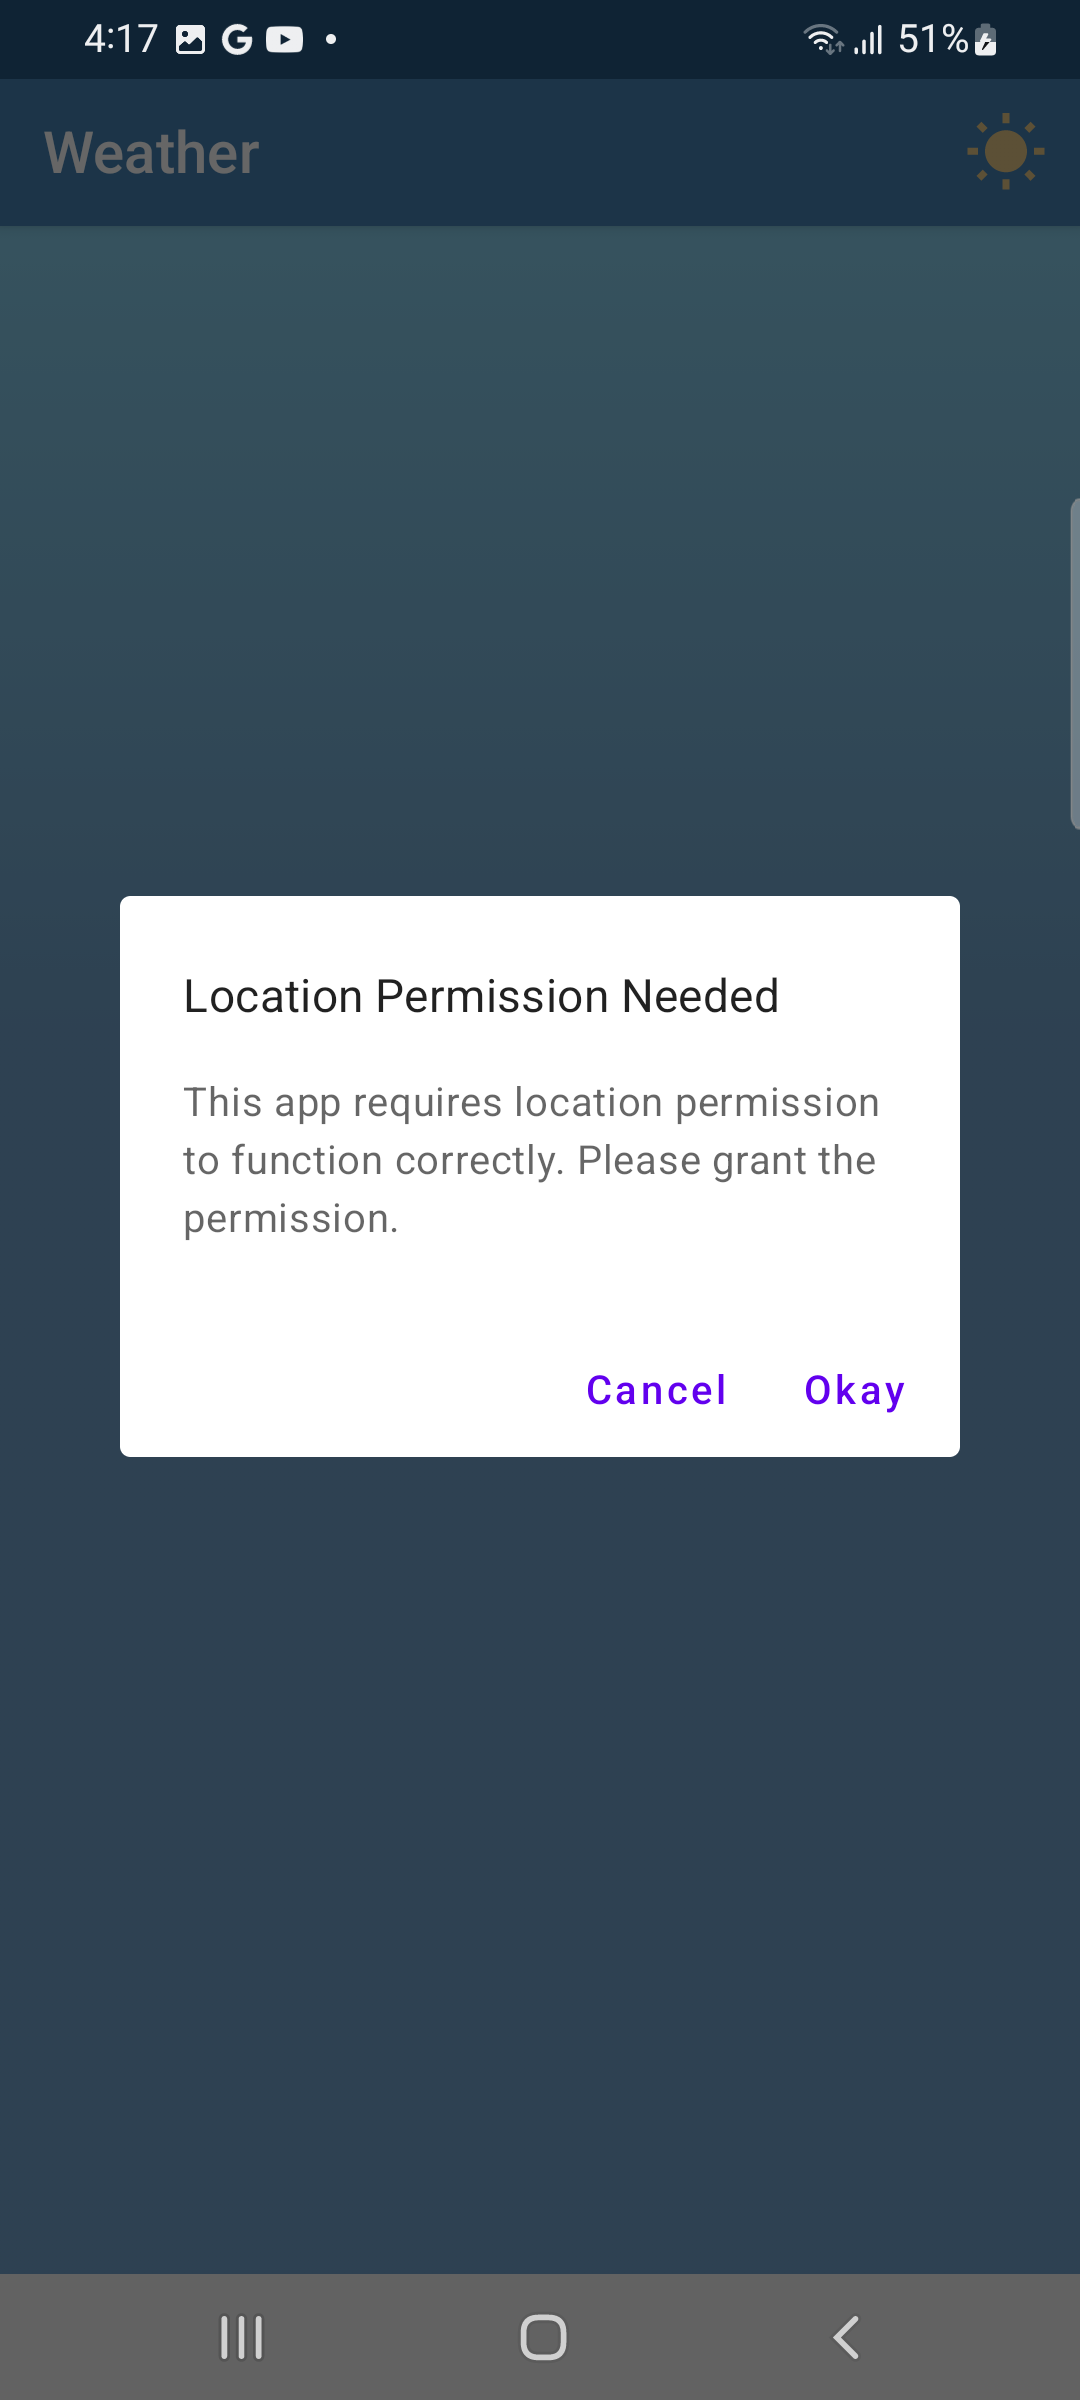 4:17 51%
Weather
Location Permission Needed
This app requires location permission
to function correctly. Please grant the
permission.
Cancel Okay